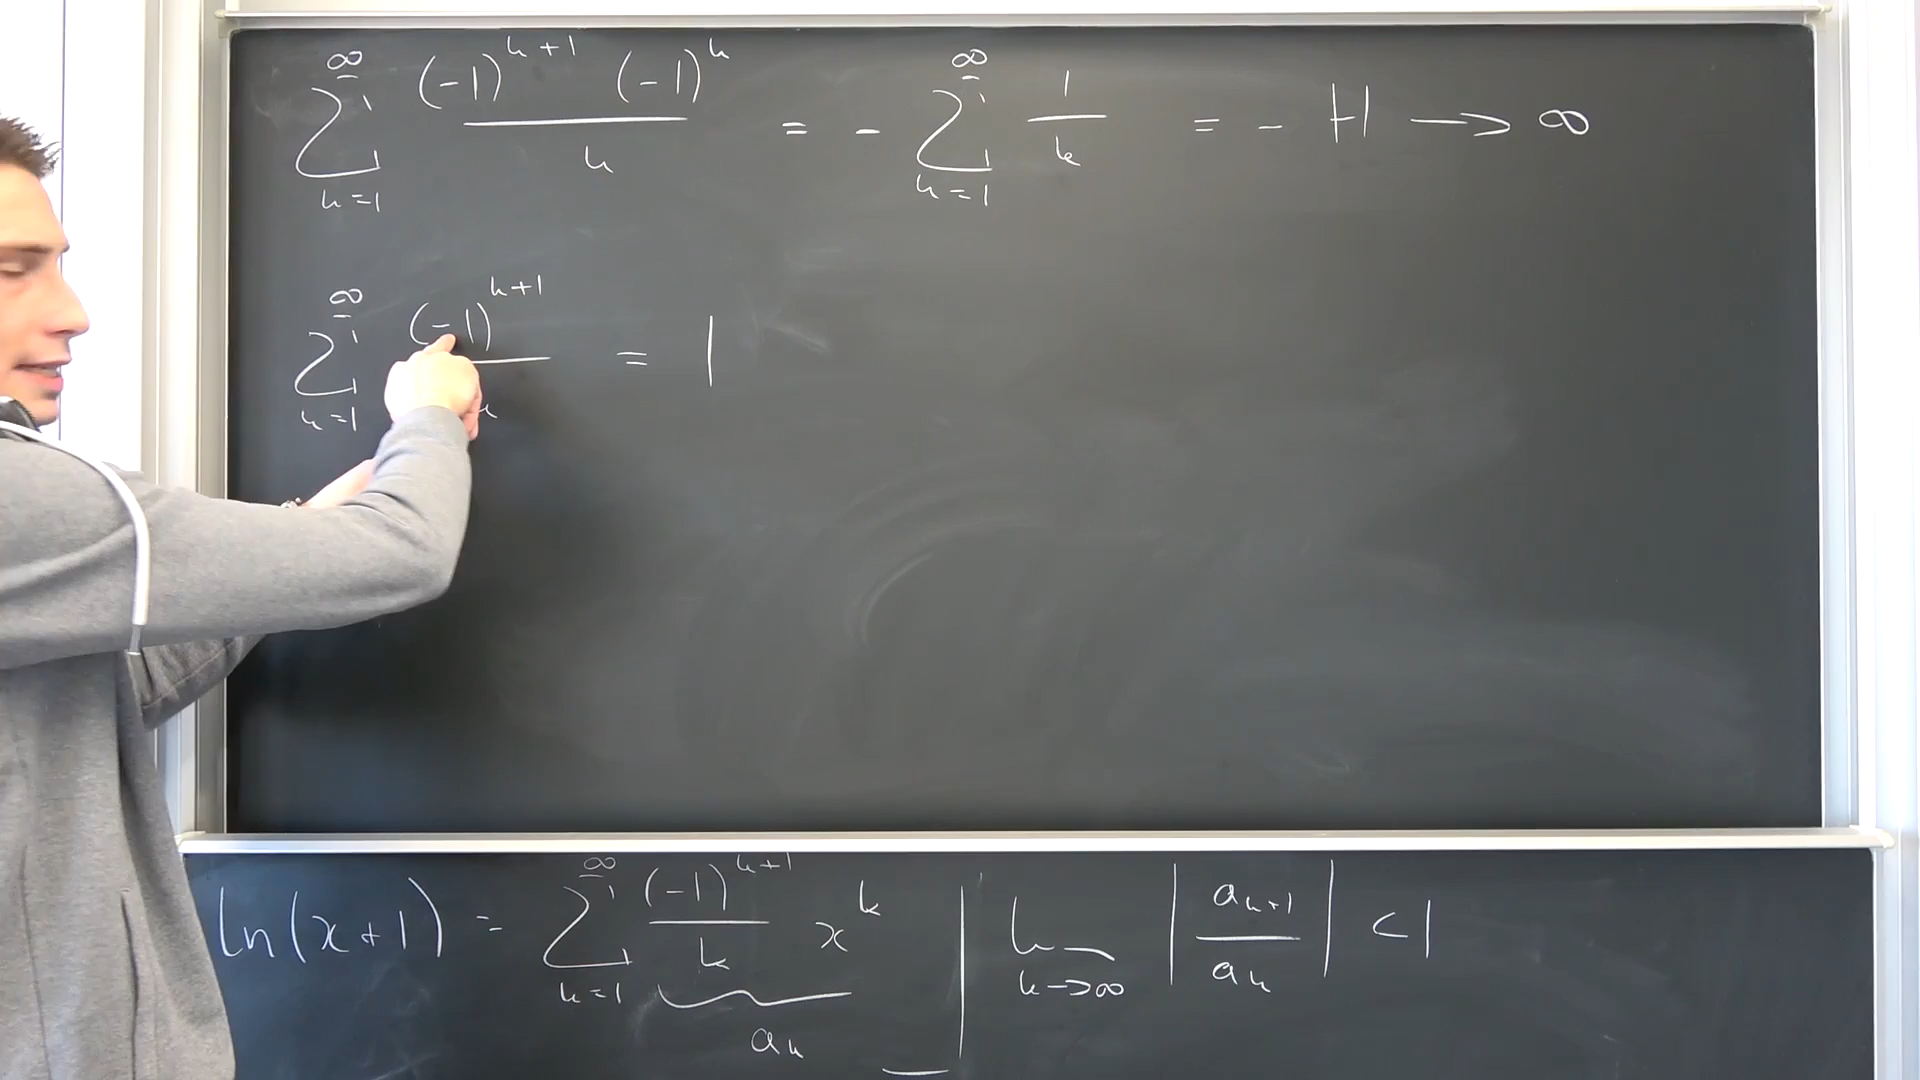 ∞ ∑ k=1 (-1)^{k+1} (-1)^k / k = - ∞ ∑ k=1 1/k = - H → ∞
∞ ∑ k=1 (-1)^{k+1} / k = 1
ln(x+1) = ∞ ∑ k=1 (-1)^{k+1} / k x^k | lim k→∞ | a_{k+1} / a_k | < 1
a_k